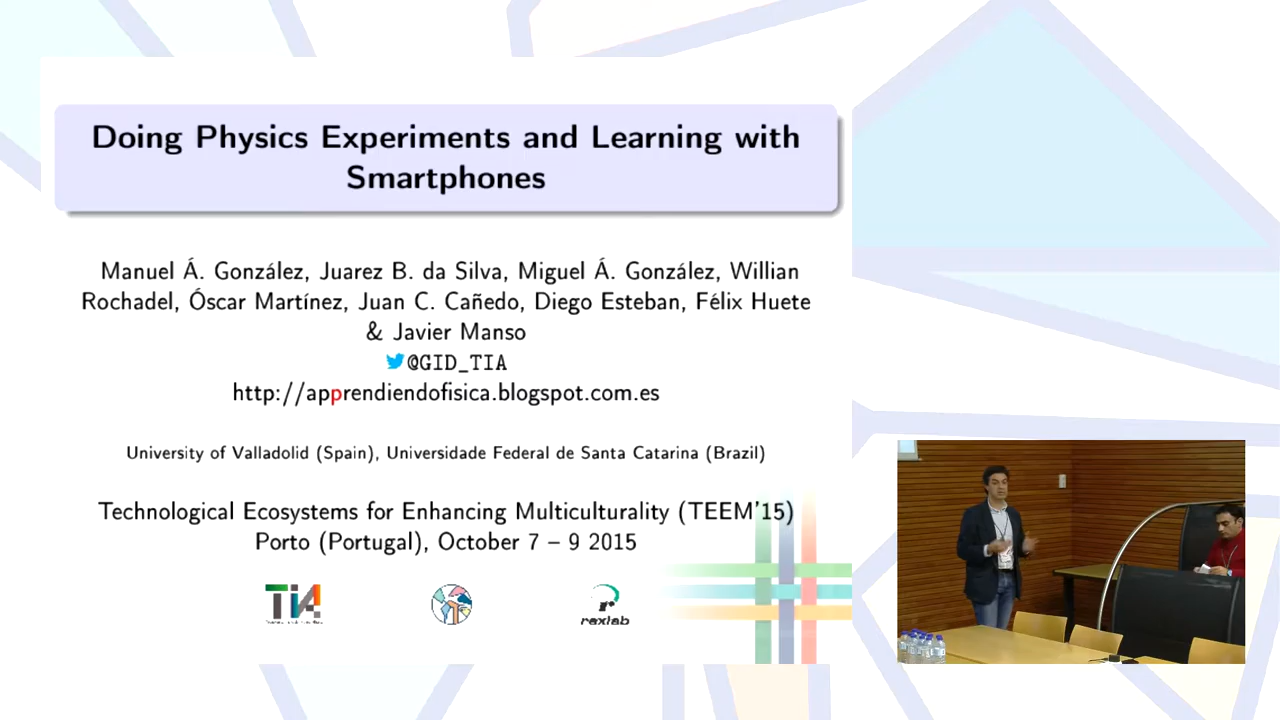 Doing Physics Experiments and Learning with
Smartphones
Manuel Á. González, Juarez B. da Silva, Miguel Á. González, Willian
Rochadel, Óscar Martínez, Juan C. Cañedo, Diego Esteban, Félix Huete
& Javier Manso
@GID_TIA
http://apprendiendofisica.blogspot.com.es
University of Valladolid (Spain), Universidade Federal de Santa Catarina (Brazil)
Technological Ecosystems for Enhancing Multiculturality (TEEM'15)
Porto (Portugal), October 7 – 9 2015
TiA
rexlab